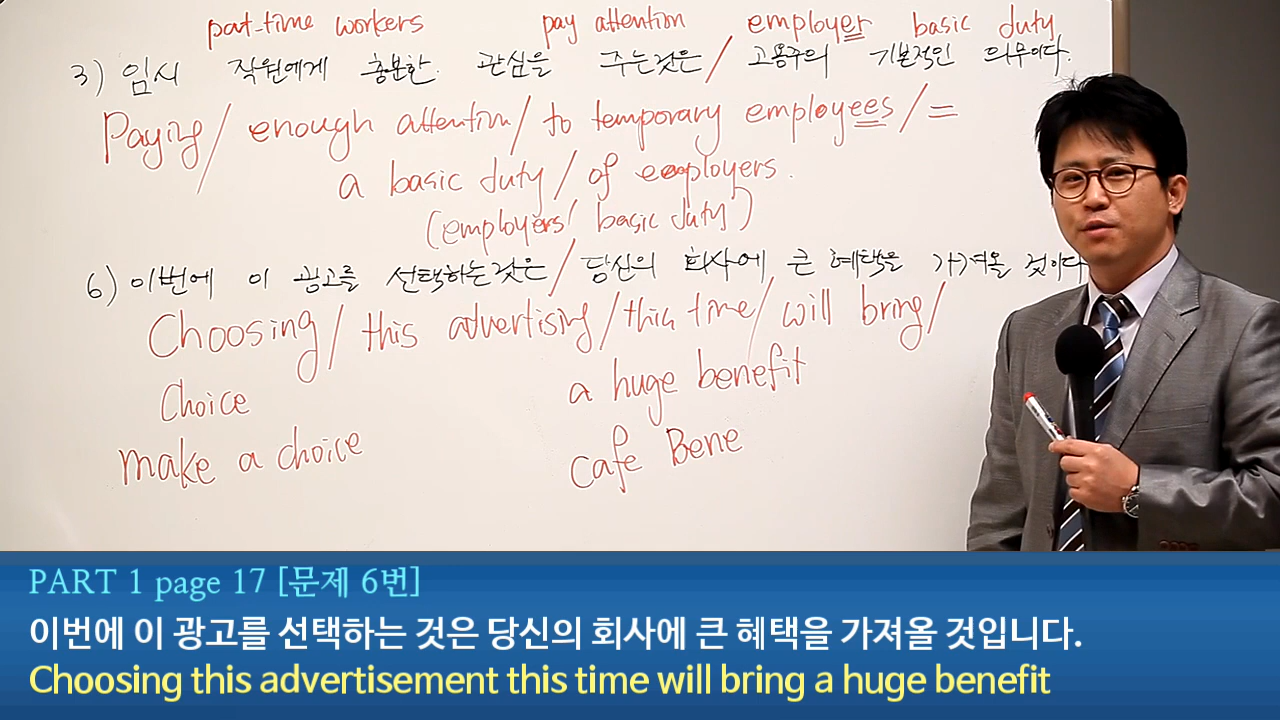 part-time workers pay attention employer basic duty
3) 임시 직원에게 충분한 관심을 주는것은 / 고용주의 기본적인 의무이다.
Paying / enough attention / to temporary employees / =
a basic duty / of employers.
(employers' basic duty)
6) 이번에 이 광고를 선택하는것은 / 당신의 회사에 큰 혜택을 가져올 것이다
Choosing / this advertising / this time / will bring /
Choice a huge benefit
make a choice cafe Bene
PART 1 page 17 [문제 6번]
이번에 이 광고를 선택하는 것은 당신의 회사에 큰 혜택을 가져올 것입니다.
Choosing this advertisement this time will bring a huge benefit